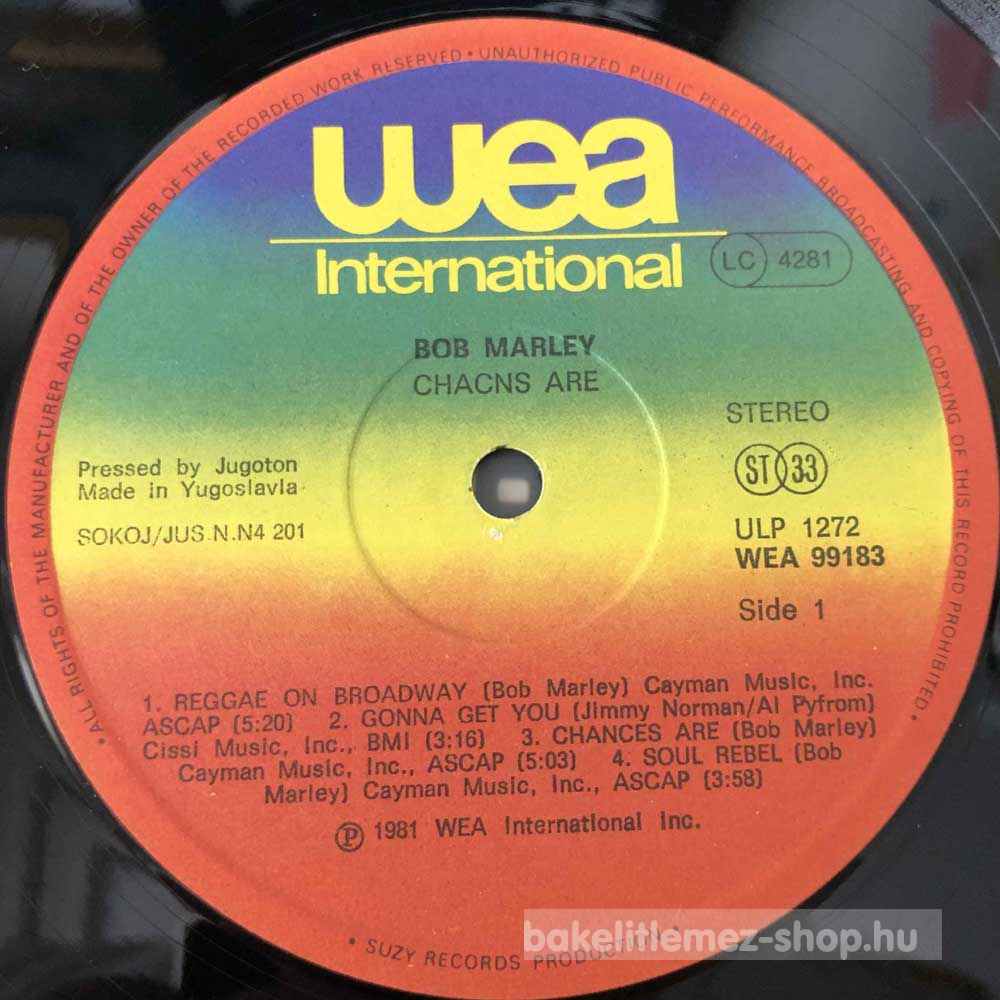 • ALL RIGHTS OF THE MANUFACTURER AND OF THE OWNER OF THE RECORDED WORK RESERVED • UNAUTHORIZED PUBLIC PERFORMANCE BROADCASTING AND COPYING OF THIS RECORD PROHIBITED •
wea
International
LC 4281
BOB MARLEY
CHACNS ARE
STEREO
Pressed by Jugoton
Made in Yugoslavia
ST 33
SOKOJ/JUS.N.N4 201
ULP 1272
WEA 99183
Side 1
1. REGGAE ON BROADWAY (Bob Marley) Cayman Music, Inc.
ASCAP (5:20) 2. GONNA GET YOU (Jimmy Norman/Al Pyfrom)
Cissi Music, Inc., BMI (3:16) 3. CHANCES ARE (Bob Marley)
Cayman Music, Inc., ASCAP (5:03) 4. SOUL REBEL (Bob
Marley) Cayman Music, Inc., ASCAP (3:58)
Ⓟ 1981 WEA International Inc.
• SUZY RECORDS PRODUCTION •
bakelitlemez-shop.hu